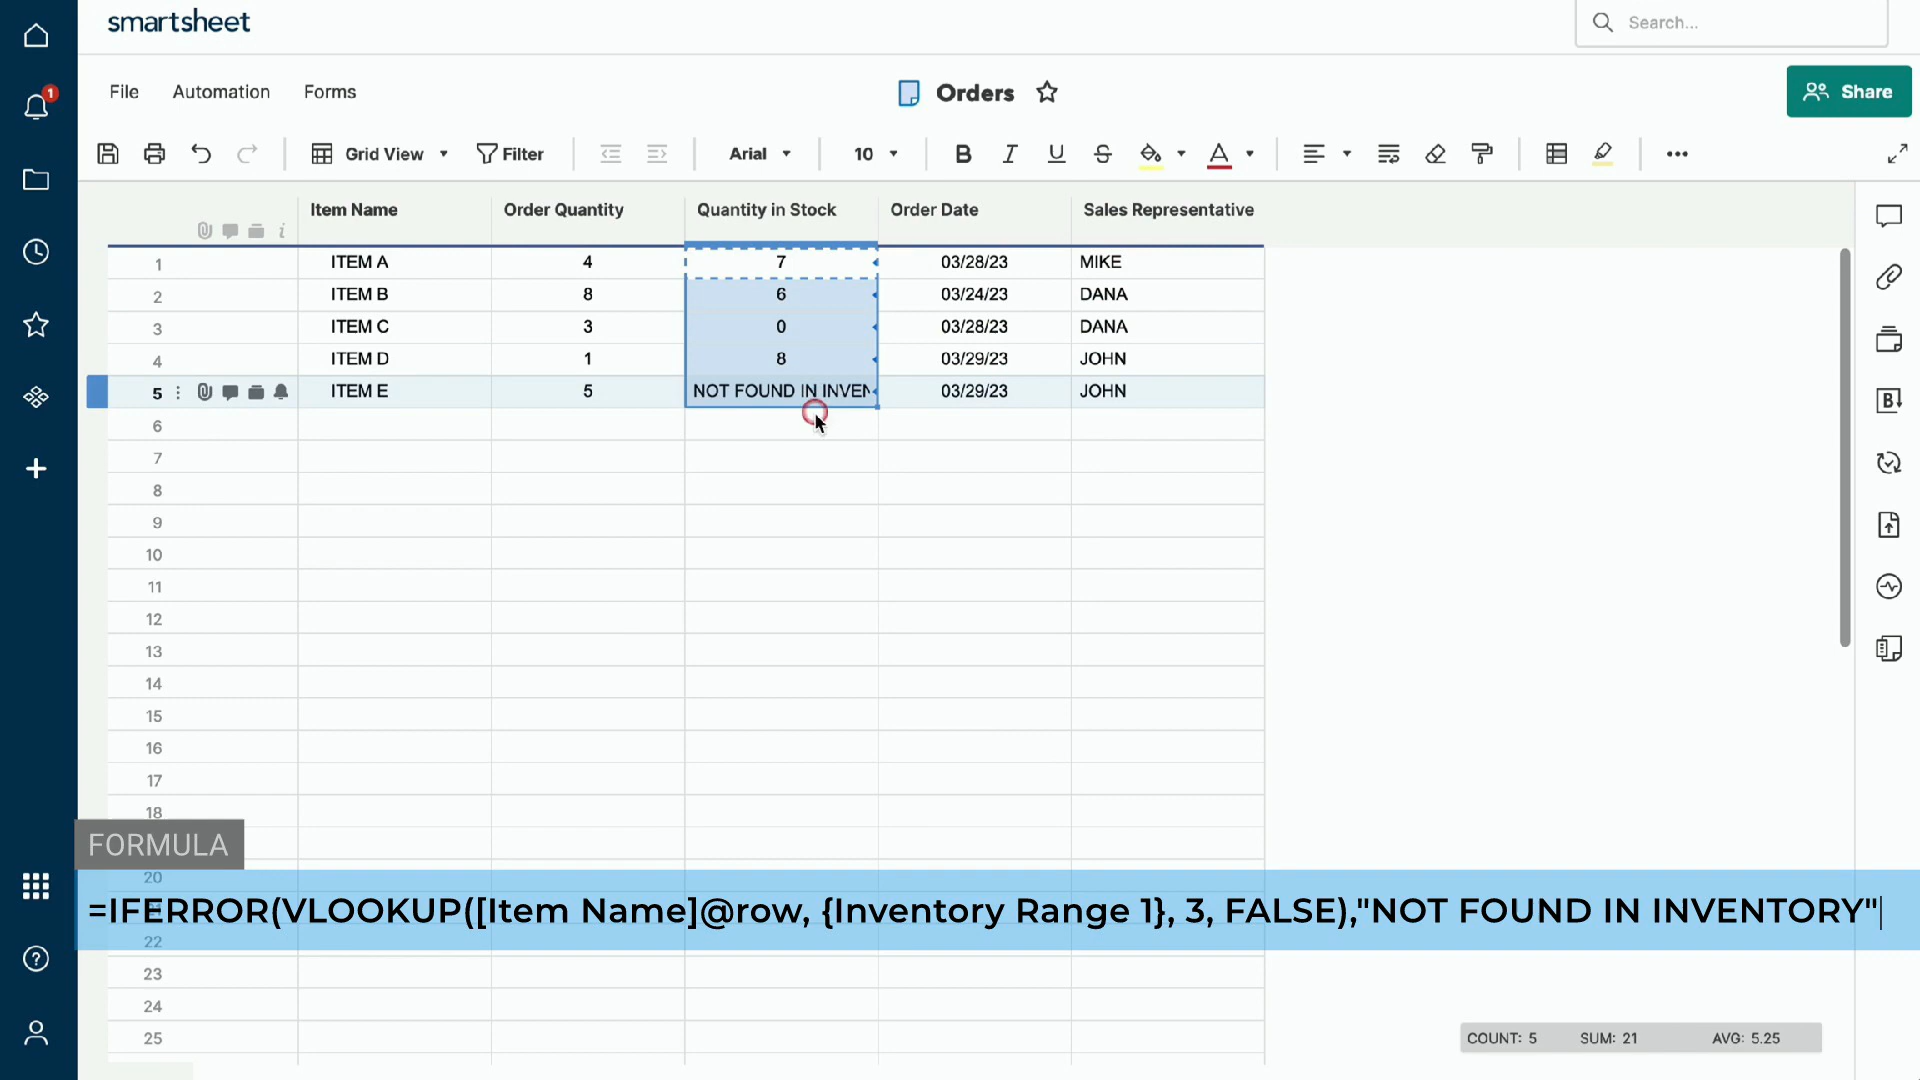 smartsheet
Search...
1
File Automation Forms
Orders
Share
Grid View Filter Arial 10 B I U S A
Item Name Order Quantity Quantity in Stock Order Date Sales Representative
1 ITEM A 4 7 03/28/23 MIKE
2 ITEM B 8 6 03/24/23 DANA
3 ITEM C 3 0 03/28/23 DANA
4 ITEM D 1 8 03/29/23 JOHN
5 ITEM E 5 NOT FOUND IN INVEN 03/29/23 JOHN
6
7
8
9
10
11
12
13
14
15
16
17
18
FORMULA
20
=IFERROR(VLOOKUP([Item Name]@row, {Inventory Range 1}, 3, FALSE),"NOT FOUND IN INVENTORY"
22
23
24
25
COUNT: 5 SUM: 21 AVG: 5.25